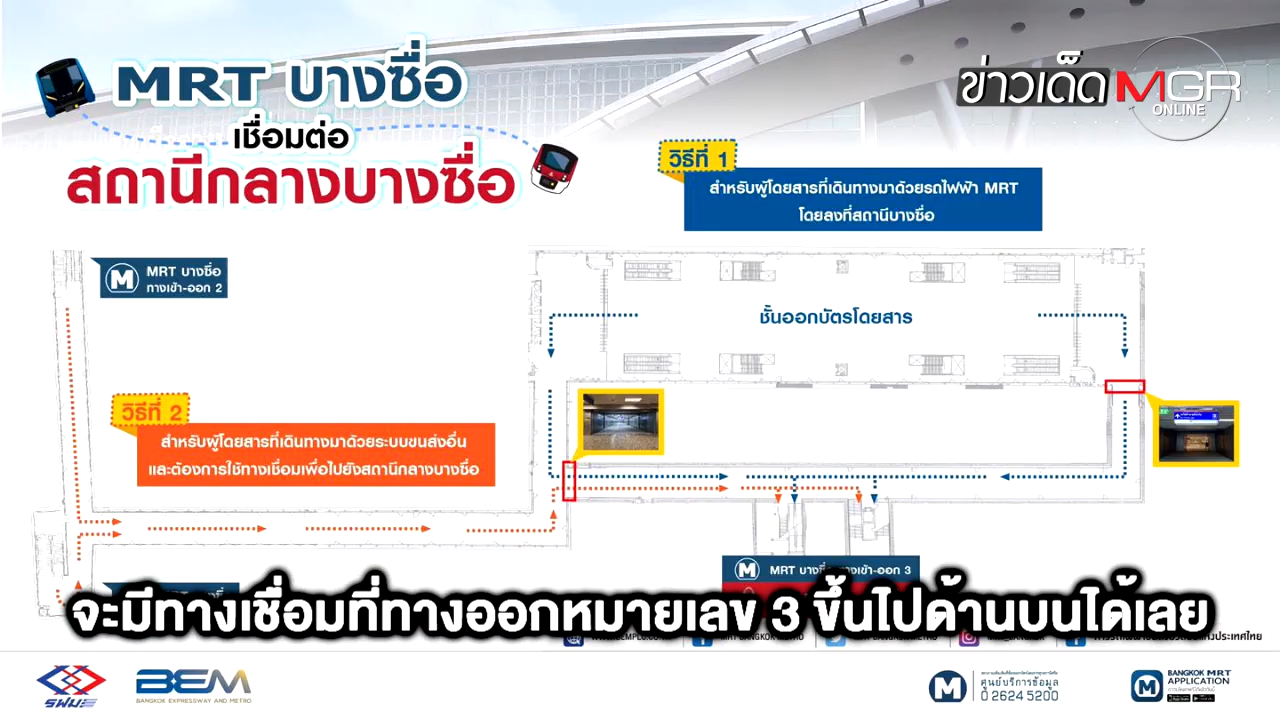 MRT บางซื่อ
เชื่อมต่อ
สถานีกลางบางซื่อ
ข่าวเด็ด MGR
ONLINE
วิธีที่ 1
สำหรับผู้โดยสารที่เดินทางมาด้วยรถไฟฟ้า MRT
โดยลงที่สถานีบางซื่อ
MRT บางซื่อ
ทางเข้า-ออก 2
ชั้นออกบัตรโดยสาร
วิธีที่ 2
สำหรับผู้โดยสารที่เดินทางมาด้วยระบบขนส่งอื่น
และต้องการใช้ทางเชื่อมเพื่อไปยังสถานีกลางบางซื่อ
MRT ทางเข้า-ออก 3
จะมีทางเชื่อมที่ทางออกหมายเลข 3 ขึ้นไปด้านบนได้เลย
รฟม.
BEM
BANGKOK EXPRESSWAY AND METRO
ศูนย์บริการข้อมูล
0 2624 5200
BANGKOK MRT
APPLICATION